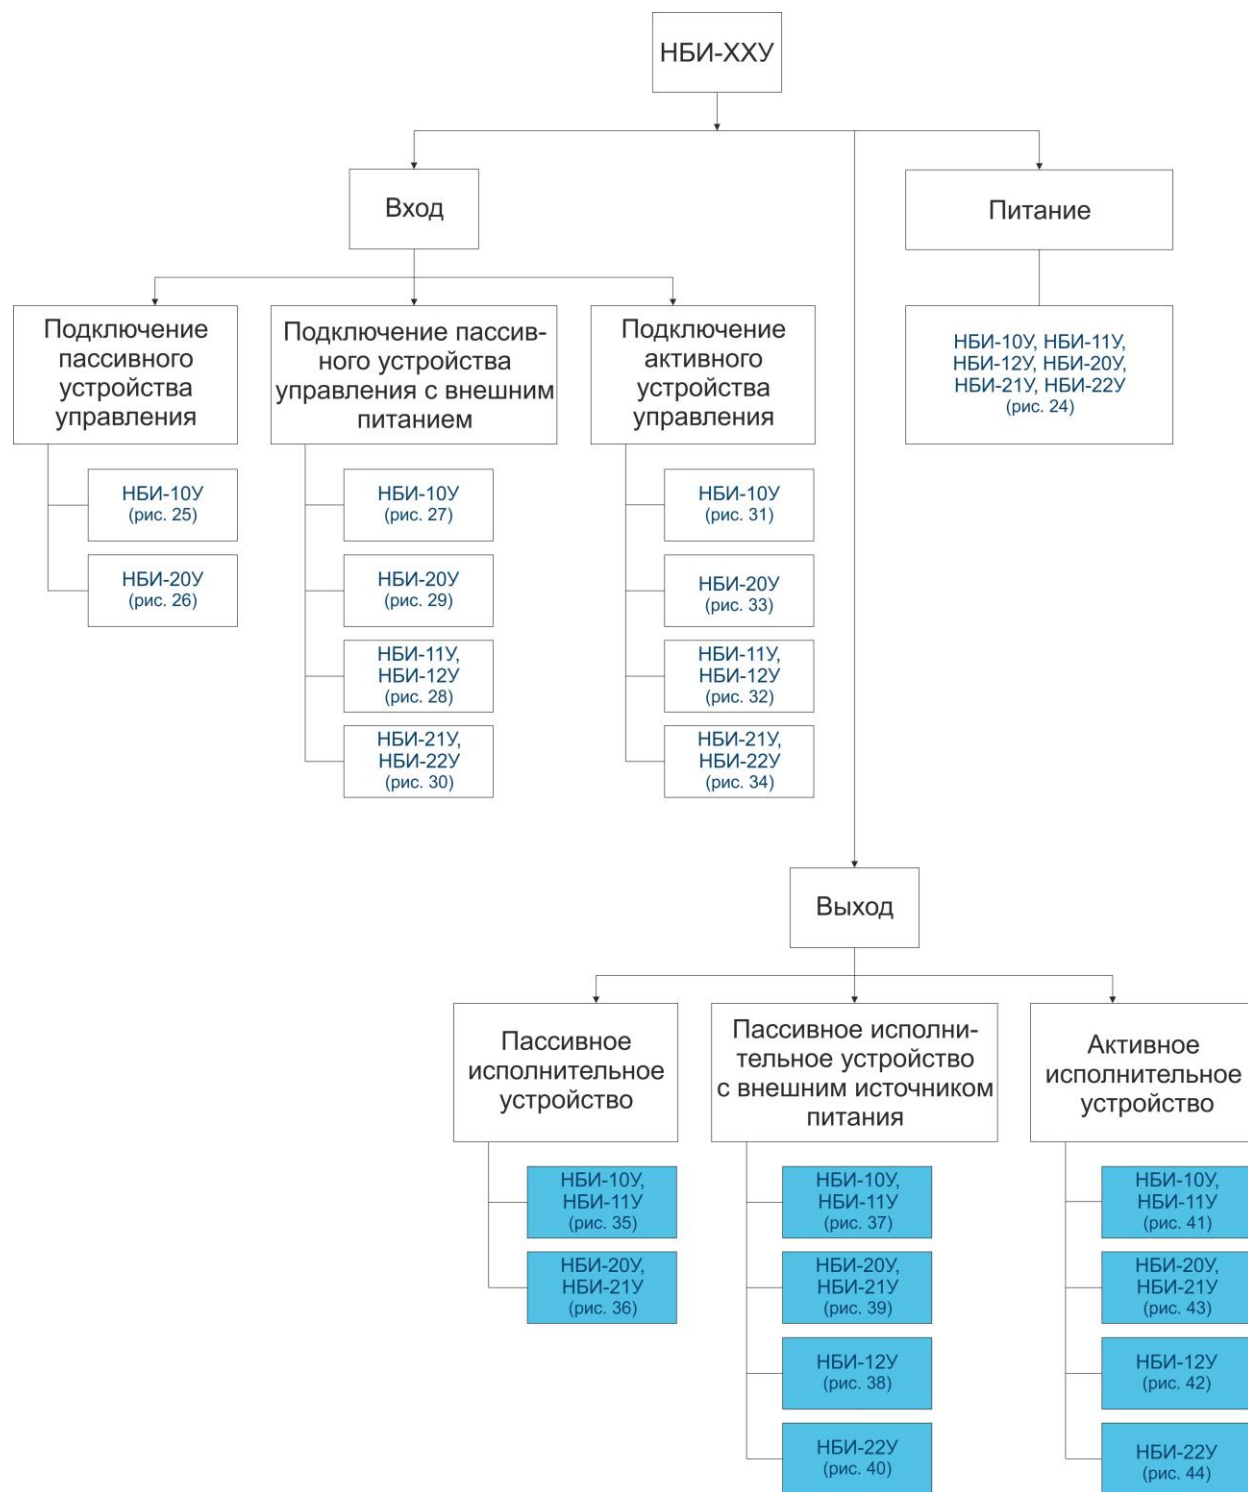 НБИ-ХХУ
Вход
Питание
Подключение
пассивного
устройства
управления
НБИ-10У
(рис. 25)
НБИ-20У
(рис. 26)
Подключение пассив-
ного устройства
управления с внешним
питанием
НБИ-10У
(рис. 27)
НБИ-20У
(рис. 29)
НБИ-11У,
НБИ-12У
(рис. 28)
НБИ-21У,
НБИ-22У
(рис. 30)
Подключение
активного
устройства
управления
НБИ-10У
(рис. 31)
НБИ-20У
(рис. 33)
НБИ-11У,
НБИ-12У
(рис. 32)
НБИ-21У,
НБИ-22У
(рис. 34)
НБИ-10У, НБИ-11У,
НБИ-12У, НБИ-20У,
НБИ-21У, НБИ-22У
(рис. 24)
Выход
Пассивное
исполнительное
устройство
НБИ-10У,
НБИ-11У
(рис. 35)
НБИ-20У,
НБИ-21У
(рис. 36)
Пассивное исполни-
тельное устройство
с внешним источником
питания
НБИ-10У,
НБИ-11У
(рис. 37)
НБИ-20У,
НБИ-21У
(рис. 39)
НБИ-12У
(рис. 38)
НБИ-22У
(рис. 40)
Активное
исполнительное
устройство
НБИ-10У,
НБИ-11У
(рис. 41)
НБИ-20У,
НБИ-21У
(рис. 43)
НБИ-12У
(рис. 42)
НБИ-22У
(рис. 44)